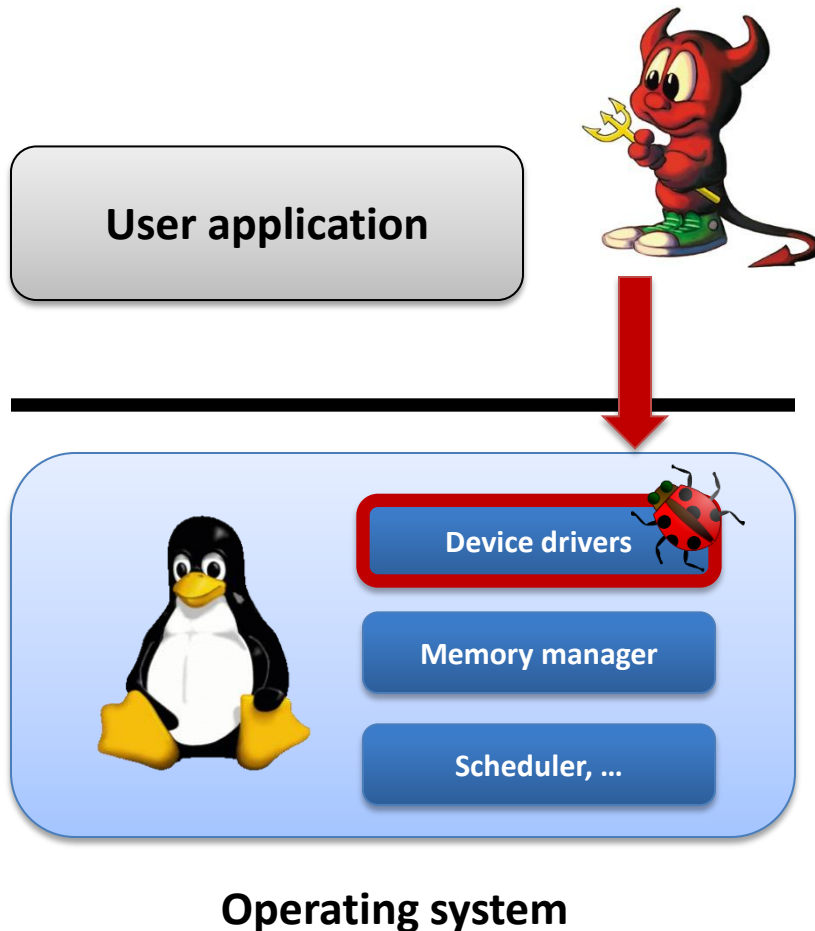 User application
Device drivers
Memory manager
Scheduler, …
Operating system